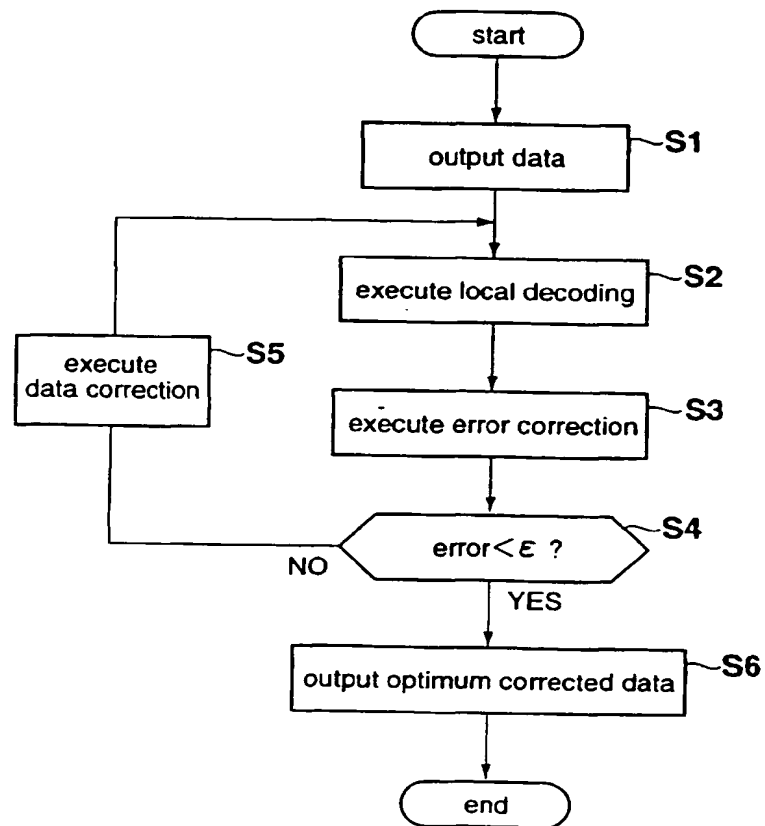 start
output data
S1
execute local decoding
S2
execute
data correction
S5
execute error correction
S3
error<ε ?
S4
NO
YES
output optimum corrected data
S6
end